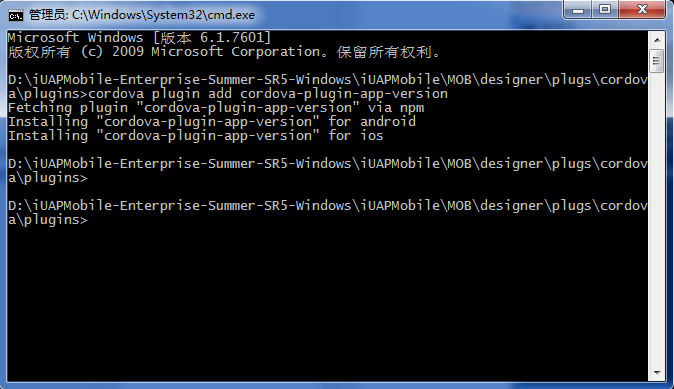 管理员: C:\Windows\System32\cmd.exe
Microsoft Windows [版本 6.1.7601]
版权所有 (c) 2009 Microsoft Corporation。保留所有权利。
D:\iUAPMobile-Enterprise-Summer-SR5-Windows\iUAPMobile\MOB\designer\plugs\cordov
a\plugins>cordova plugin add cordova-plugin-app-version
Fetching plugin "cordova-plugin-app-version" via npm
Installing "cordova-plugin-app-version" for android
Installing "cordova-plugin-app-version" for ios
D:\iUAPMobile-Enterprise-Summer-SR5-Windows\iUAPMobile\MOB\designer\plugs\cordov
a\plugins>
D:\iUAPMobile-Enterprise-Summer-SR5-Windows\iUAPMobile\MOB\designer\plugs\cordov
a\plugins>